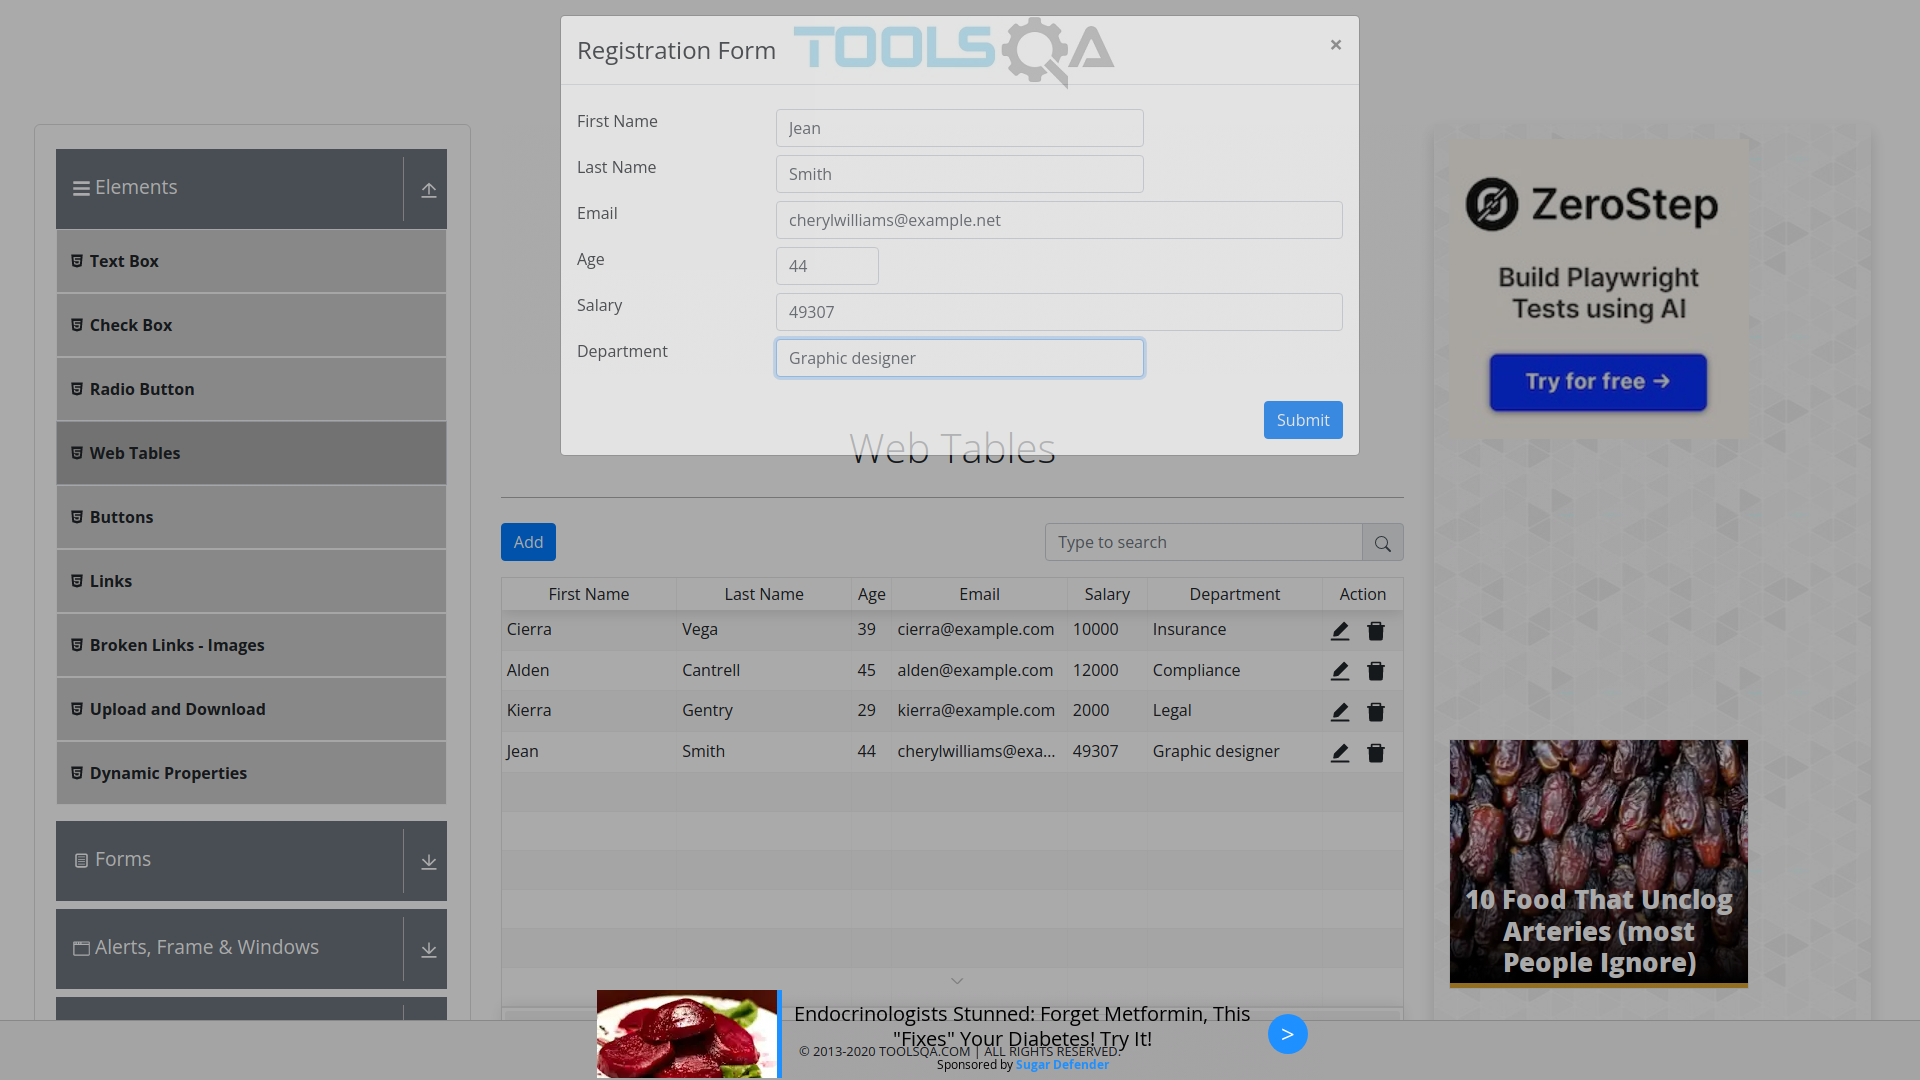 TOOLSQA
Registration Form
×
First Name
Jean
Last Name
Smith
Email
cherylwilliams@example.net
Age
44
Salary
49307
Department
Graphic designer
Submit
Elements
Text Box
Check Box
Radio Button
Web Tables
Buttons
Links
Broken Links - Images
Upload and Download
Dynamic Properties
Forms
Alerts, Frame & Windows
Web Tables
Add
Type to search
First Name Last Name Age Email Salary Department Action
Cierra Vega 39 cierra@example.com 10000 Insurance
Alden Cantrell 45 alden@example.com 12000 Compliance
Kierra Gentry 29 kierra@example.com 2000 Legal
Jean Smith 44 cherylwilliams@exa... 49307 Graphic designer
ZeroStep
Build Playwright
Tests using AI
Try for free →
10 Food That Unclog
Arteries (most
People Ignore)
Endocrinologists Stunned: Forget Metformin, This
"Fixes" Your Diabetes! Try It!
>
© 2013-2020 TOOLSQA.COM | ALL RIGHTS RESERVED.
Sponsored by Sugar Defender